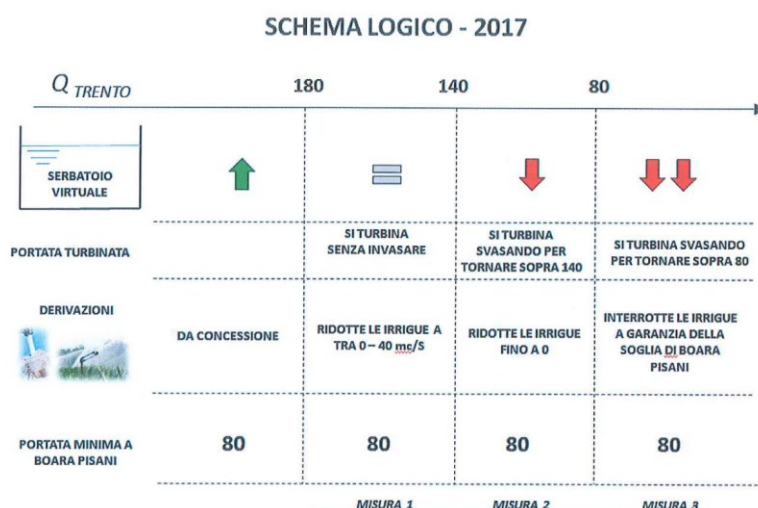 SCHEMA LOGICO - 2017
Q TRENTO
180
140
80
SERBATOIO
VIRTUALE
PORTATA TURBINATA
SI TURBINA
SENZA INVASARE
SI TURBINA
SVASANDO PER
TORNARE SOPRA 140
SI TURBINA SVASANDO
PER TORNARE SOPRA 80
DERIVAZIONI
DA CONCESSIONE
RIDOTTE LE IRRIGUE A
TRA 0 – 40 mc/S
RIDOTTE LE IRRIGUE
FINO A 0
INTERROTTE LE IRRIGUE
A GARANZIA DELLA
SOGLIA DI BOARA
PISANI
PORTATA MINIMA A
BOARA PISANI
80
80
80
80
MISURA 1
MISURA 2
MISURA 3